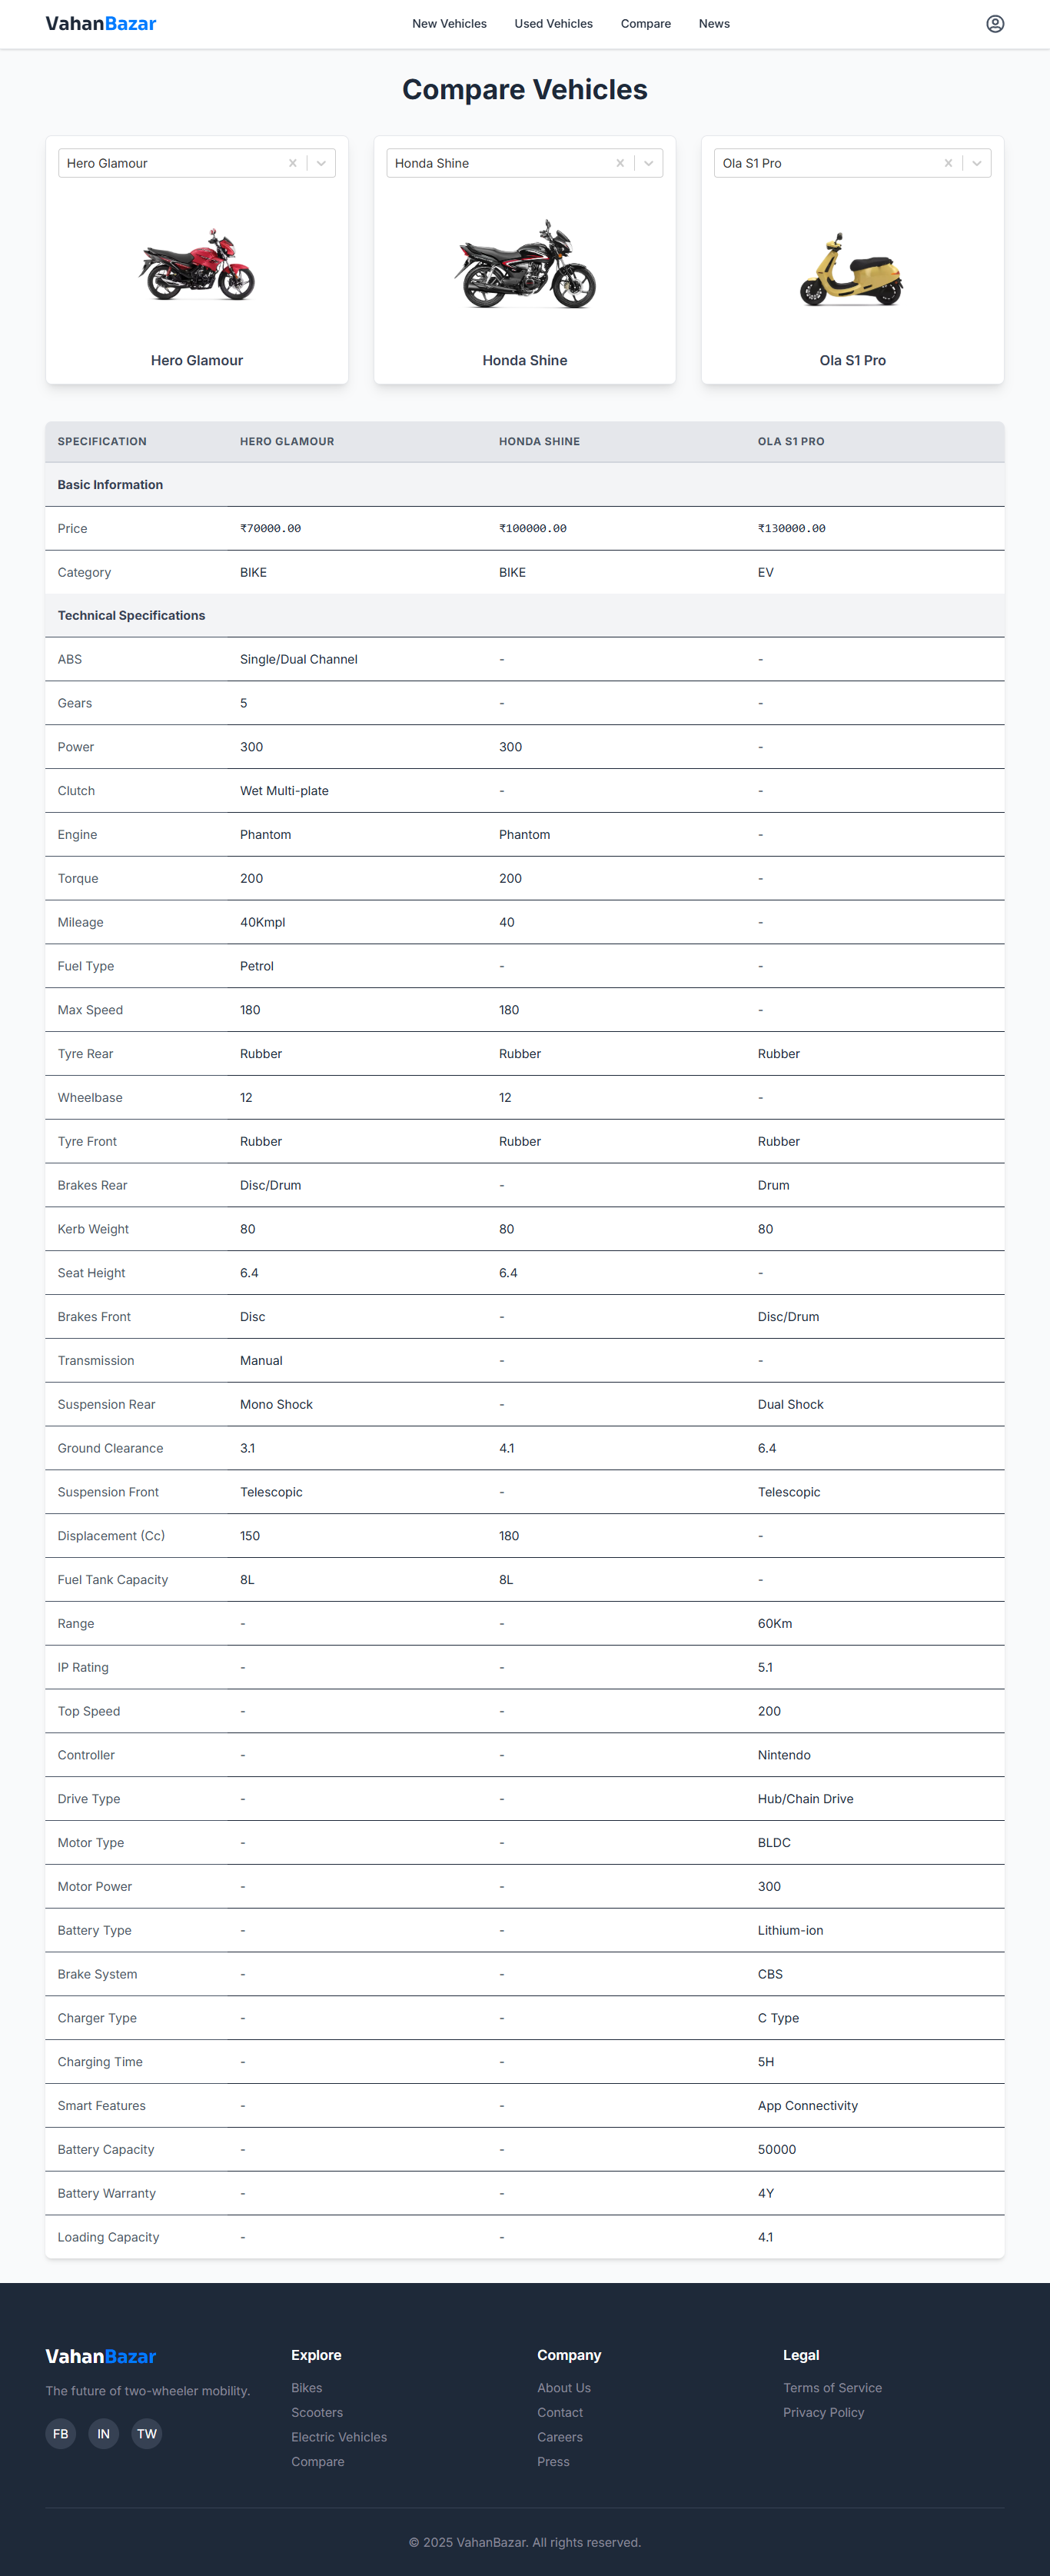 VahanBazar New Vehicles Used Vehicles Compare News
Compare Vehicles
Hero Glamour Honda Shine Ola S1 Pro
Hero Glamour Honda Shine Ola S1 Pro
SPECIFICATION HERO GLAMOUR HONDA SHINE OLA S1 PRO
Basic Information
Price ₹70000.00 ₹100000.00 ₹130000.00
Category BIKE BIKE EV
Technical Specifications
ABS Single/Dual Channel - -
Gears 5 - -
Power 300 300 -
Clutch Wet Multi-plate - -
Engine Phantom Phantom -
Torque 200 200 -
Mileage 40Kmpl 40 -
Fuel Type Petrol - -
Max Speed 180 180 -
Tyre Rear Rubber Rubber Rubber
Wheelbase 12 12 -
Tyre Front Rubber Rubber Rubber
Brakes Rear Disc/Drum - Drum
Kerb Weight 80 80 80
Seat Height 6.4 6.4 -
Brakes Front Disc - Disc/Drum
Transmission Manual - -
Suspension Rear Mono Shock - Dual Shock
Ground Clearance 3.1 4.1 6.4
Suspension Front Telescopic - Telescopic
Displacement (Cc) 150 180 -
Fuel Tank Capacity 8L 8L -
Range - - 60Km
IP Rating - - 5.1
Top Speed - - 200
Controller - - Nintendo
Drive Type - - Hub/Chain Drive
Motor Type - - BLDC
Motor Power - - 300
Battery Type - - Lithium-ion
Brake System - - CBS
Charger Type - - C Type
Charging Time - - 5H
Smart Features - - App Connectivity
Battery Capacity - - 50000
Battery Warranty - - 4Y
Loading Capacity - - 4.1
VahanBazar
The future of two-wheeler mobility.
FB IN TW
Explore
Bikes
Scooters
Electric Vehicles
Compare
Company
About Us
Contact
Careers
Press
Legal
Terms of Service
Privacy Policy
© 2025 VahanBazar. All rights reserved.